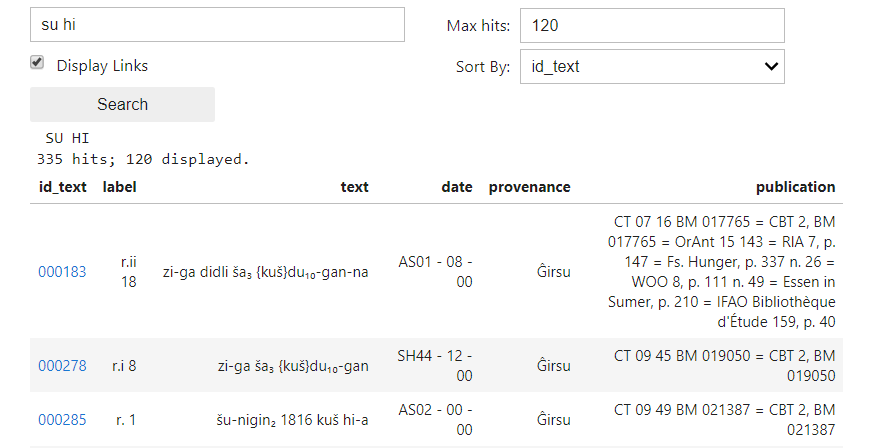 su hi
Max hits: 120
Display Links
Sort By: id_text
Search
SU HI
335 hits; 120 displayed.
id_text label text date provenance publication
000183 r.ii 18 zi-ga didli ša₃ {kuš}du₁₀-gan-na AS01 - 08 - 00 Ĝirsu CT 07 16 BM 017765 = CBT 2, BM 017765 = OrAnt 15 143 = RIA 7, p. 147 = Fs. Hunger, p. 337 n. 26 = WOO 8, p. 111 n. 49 = Essen in Sumer, p. 210 = IFAO Bibliothèque d'Étude 159, p. 40
000278 r.i 8 zi-ga ša₃ {kuš}du₁₀-gan SH44 - 12 - 00 Ĝirsu CT 09 45 BM 019050 = CBT 2, BM 019050
000285 r. 1 šu-nigin₂ 1816 kuš hi-a AS02 - 00 - 00 Ĝirsu CT 09 49 BM 021387 = CBT 2, BM 021387